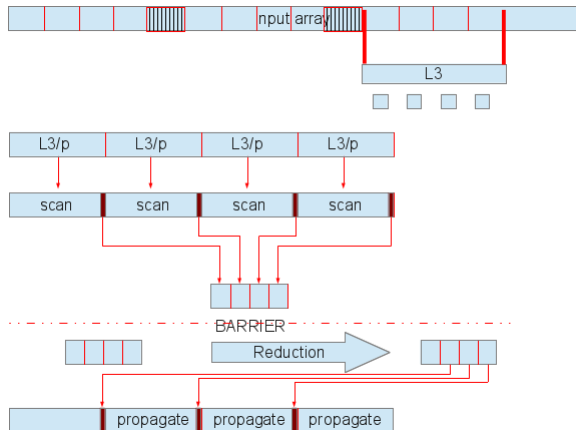 nput array
L3
L3/p L3/p L3/p L3/p
scan scan scan scan
BARRIER
Reduction
propagate propagate propagate